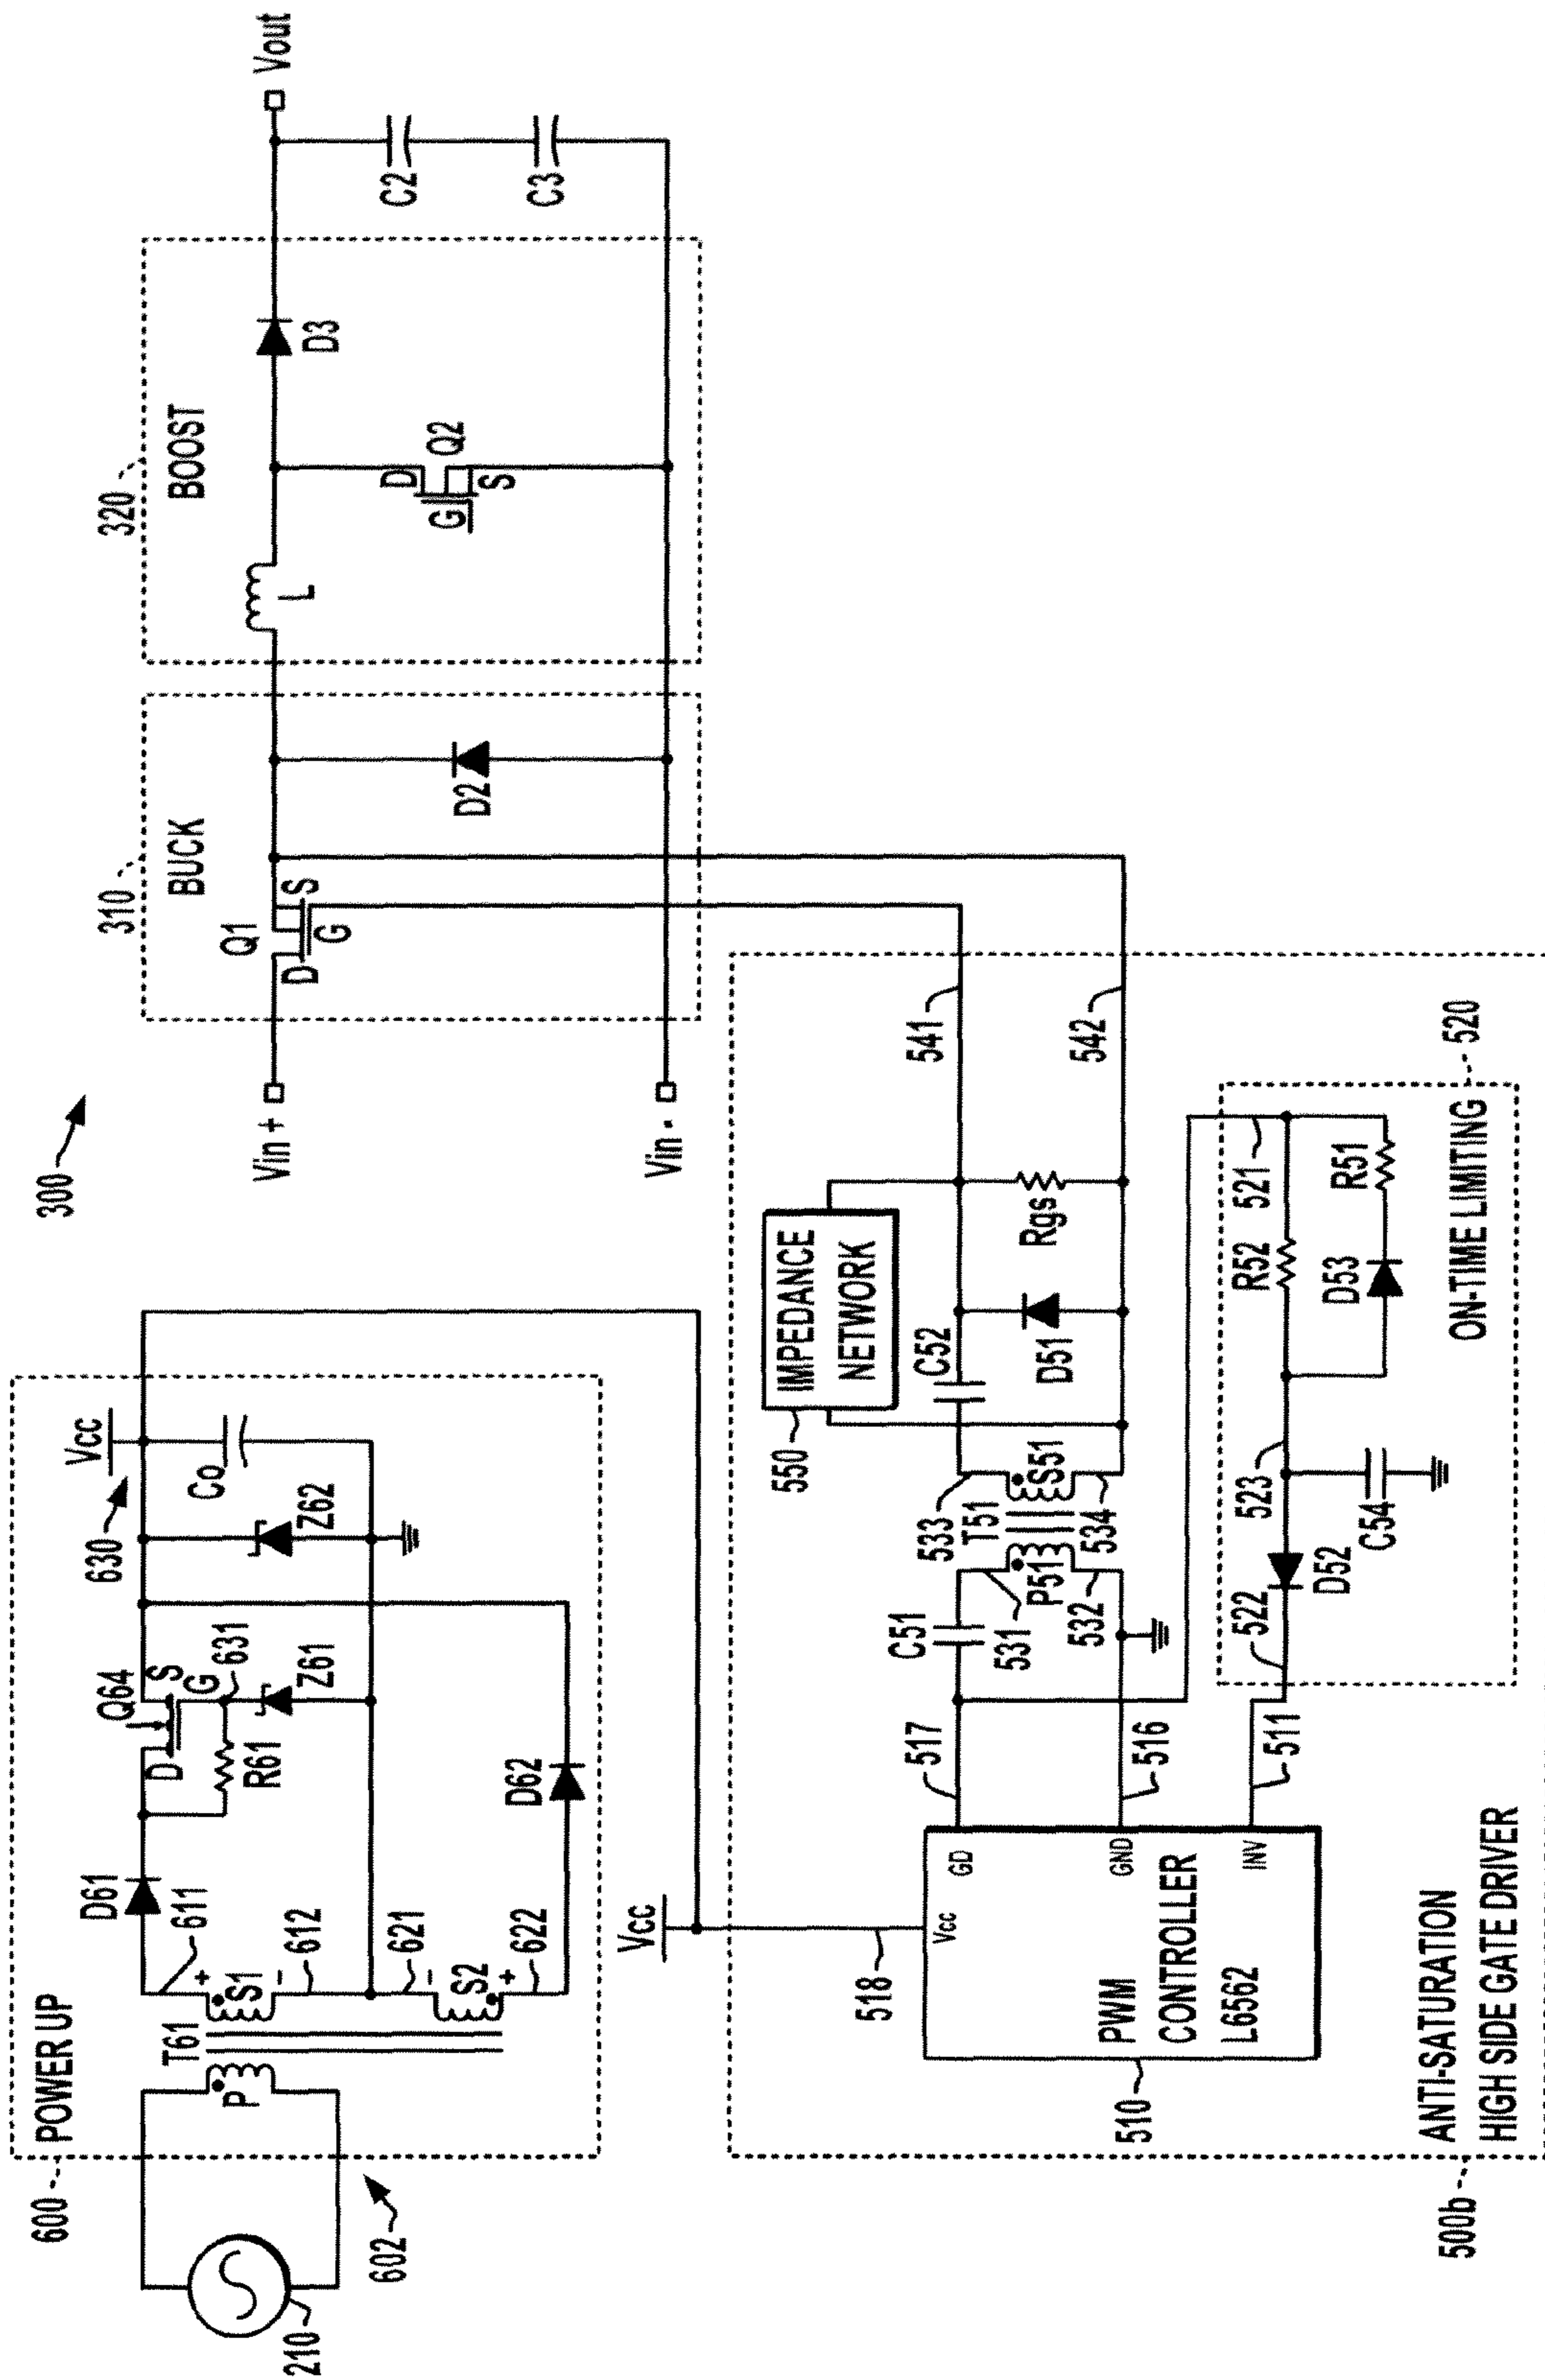 300
310
BUCK
320
BOOST
Vin +
Vin -
Q1
D
S
G
D2
L
D
Q2
G
S
D3
C2
C3
Vout
600
POWER UP
602
210
T61
P
S1
+
-
S2
-
+
611
612
621
622
D61
D62
Q64
D
S
G
R61
631
Z61
630
Z62
Vcc
Co
Vcc
518
510
Vcc
PWM
CONTROLLER
L6562
GD
GND
INV
517
516
511
C51
531
532
P51
T51
S51
533
534
550
IMPEDANCE
NETWORK
C52
D51
Rgs
541
542
520
521
522
523
D52
C54
R52
D53
R51
ON-TIME LIMITING
ANTI-SATURATION
HIGH SIDE GATE DRIVER
500b